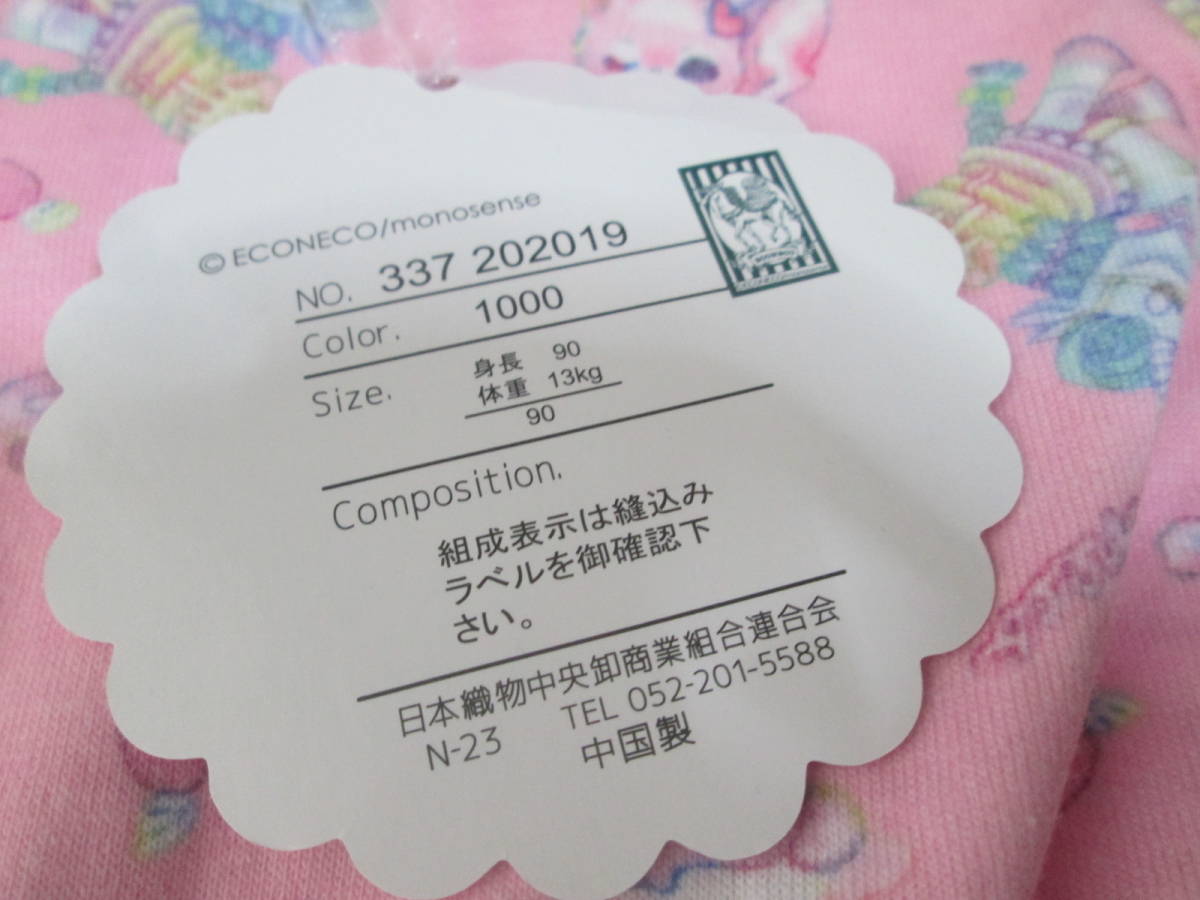 © ECONECO/monosense
NO. 337 202019
Color. 1000
Size. 身長 90
体重 13kg
90
Composition.
組成表示は縫込み
ラベルを御確認下
さい。
日本織物中央卸商業組合連合会
N-23 TEL 052-201-5588
中国製